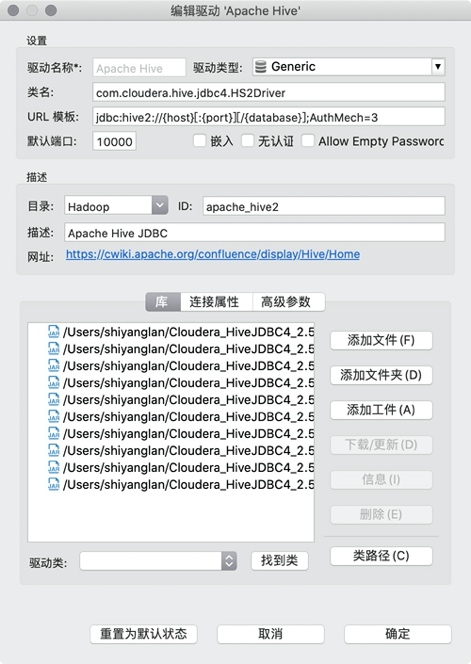 编辑驱动 'Apache Hive'
设置
驱动名称*: Apache Hive 驱动类型: Generic
类名: com.cloudera.hive.jdbc4.HS2Driver
URL 模板: jdbc:hive2://{host}[:{port}][/{database}];AuthMech=3
默认端口: 10000 嵌入 无认证 Allow Empty Password
描述
目录: Hadoop ID: apache_hive2
描述: Apache Hive JDBC
网址: https://cwiki.apache.org/confluence/display/Hive/Home
库 连接属性 高级参数
/Users/shiyanglan/Cloudera_HiveJDBC4_2.5
/Users/shiyanglan/Cloudera_HiveJDBC4_2.5
/Users/shiyanglan/Cloudera_HiveJDBC4_2.5
/Users/shiyanglan/Cloudera_HiveJDBC4_2.5
/Users/shiyanglan/Cloudera_HiveJDBC4_2.5
/Users/shiyanglan/Cloudera_HiveJDBC4_2.5
/Users/shiyanglan/Cloudera_HiveJDBC4_2.5
/Users/shiyanglan/Cloudera_HiveJDBC4_2.5
/Users/shiyanglan/Cloudera_HiveJDBC4_2.5
/Users/shiyanglan/Cloudera_HiveJDBC4_2.5
添加文件(F)
添加文件夹(D)
添加工件(A)
下载/更新(D)
信息(I)
删除(E)
类路径(C)
驱动类: 找到类
重置为默认状态 取消 确定